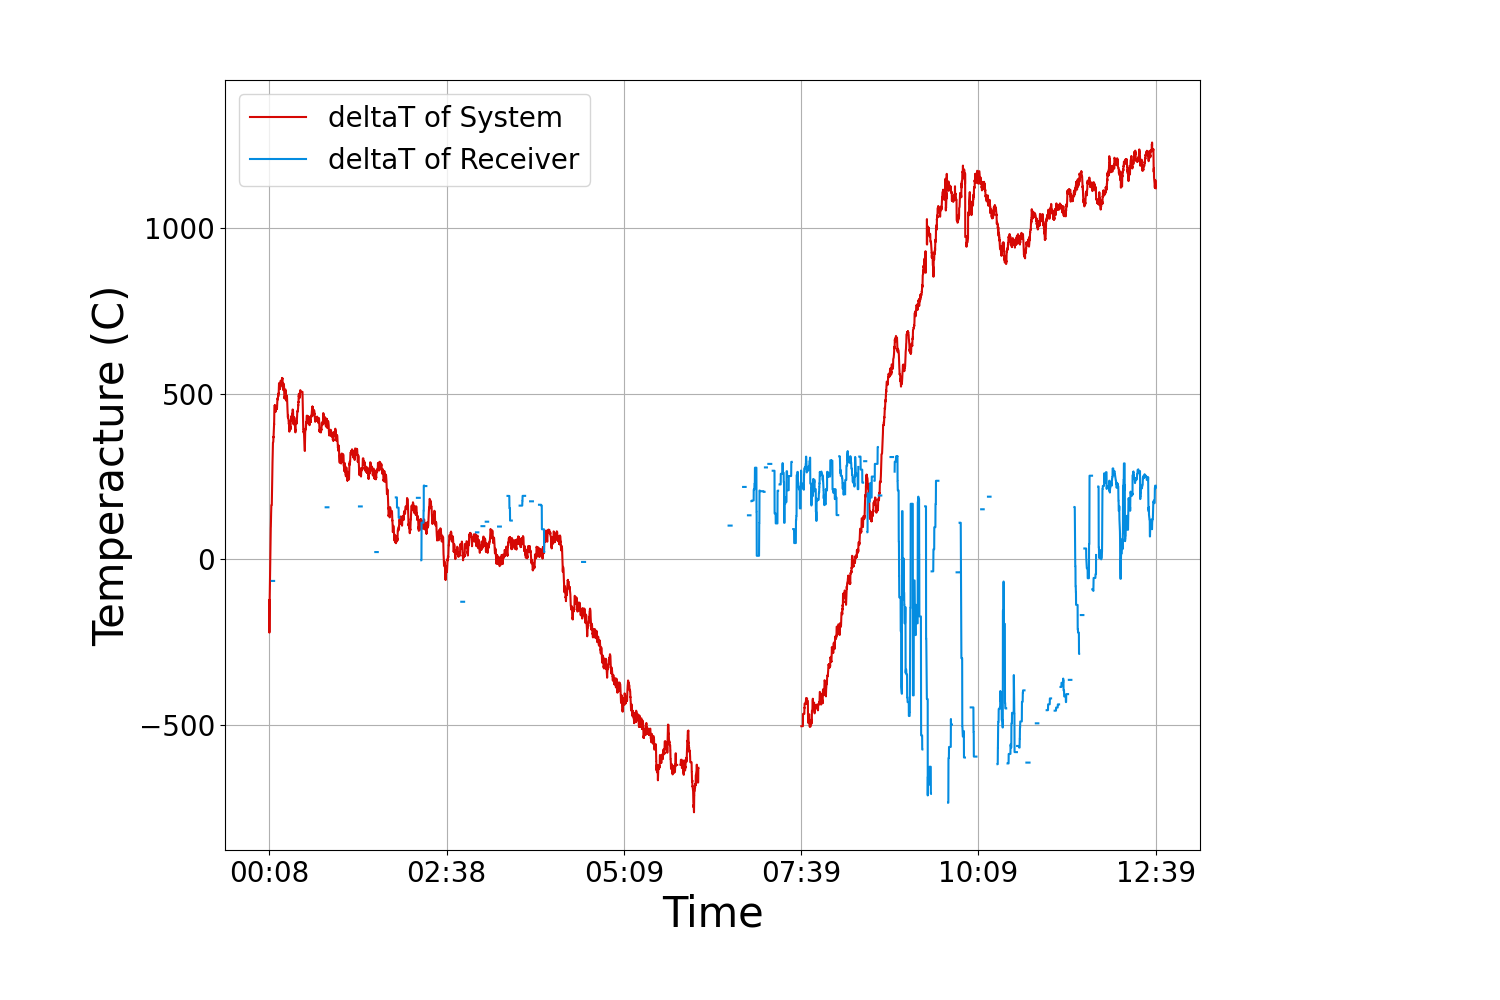 deltaT of System
deltaT of Receiver
1000
500
0
−500
Temperacture (C)
00:08 02:38 05:09 07:39 10:09 12:39
Time